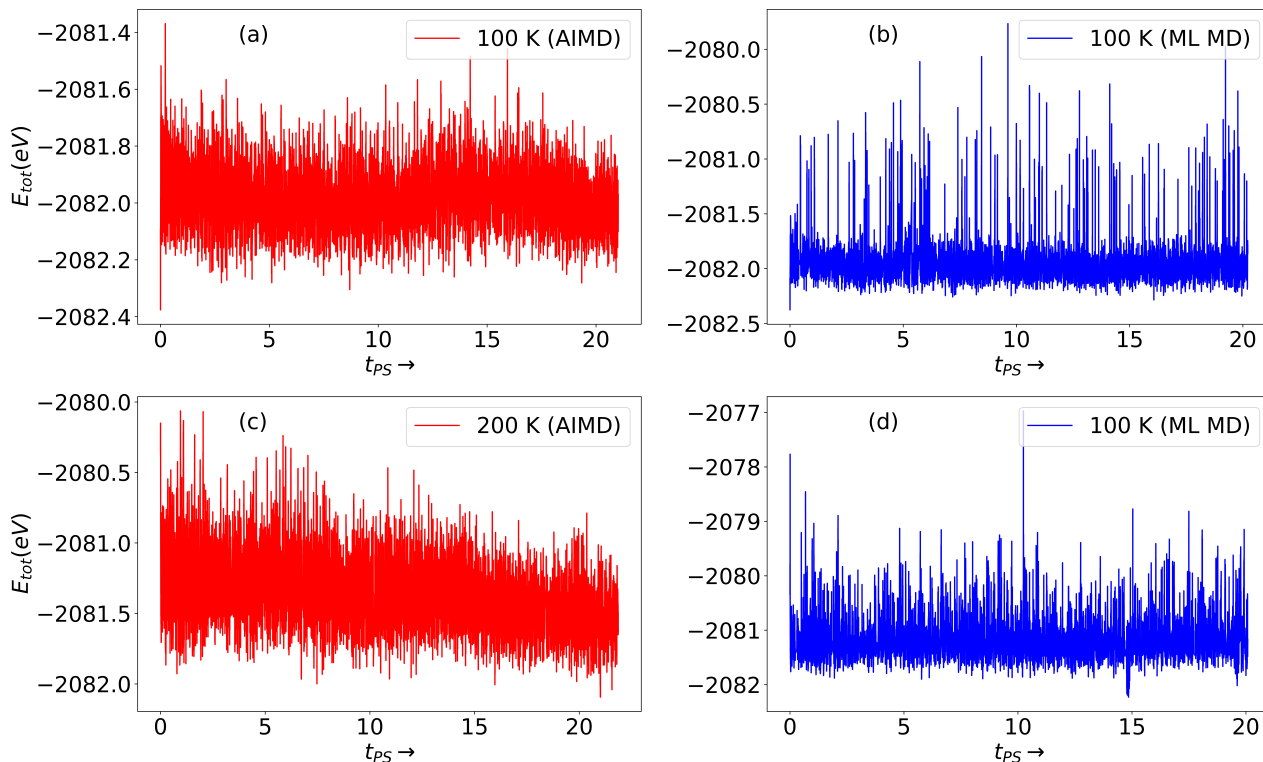 (a)
100 K (AIMD)
−2081.4
−2081.6
−2081.8
−2082.0
−2082.2
−2082.4
E_tot(eV)
0 5 10 15 20
t_PS →
(b)
100 K (ML MD)
−2080.0
−2080.5
−2081.0
−2081.5
−2082.0
−2082.5
0 5 10 15 20
t_PS →
(c)
200 K (AIMD)
−2080.0
−2080.5
−2081.0
−2081.5
−2082.0
E_tot(eV)
0 5 10 15 20
t_PS →
(d)
100 K (ML MD)
−2077
−2078
−2079
−2080
−2081
−2082
0 5 10 15 20
t_PS →